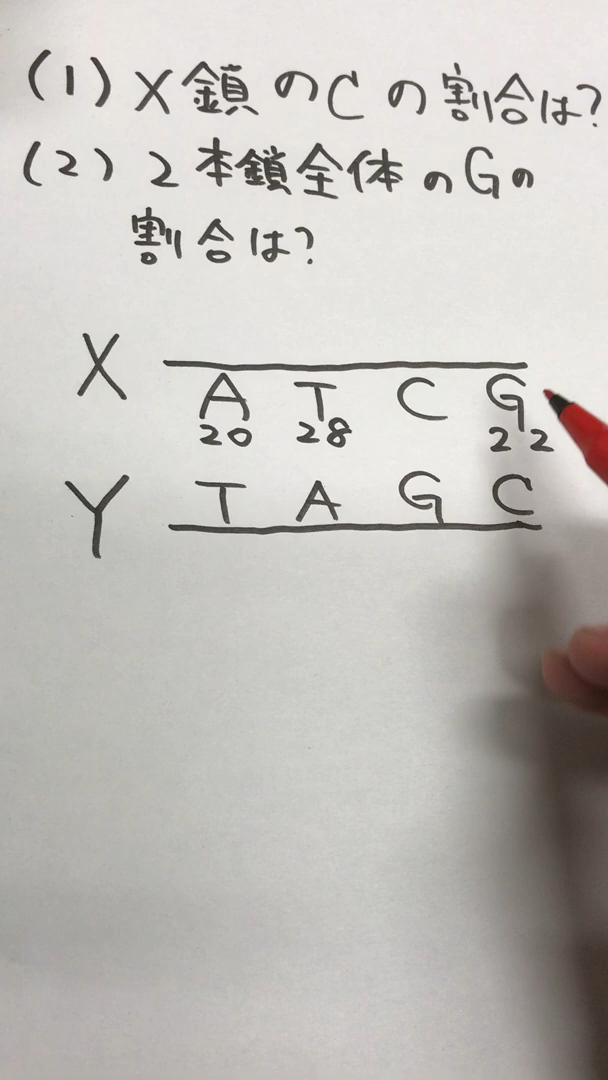 (1) X鎖のCの割合は?
(2) 2本鎖全体のGの
割合は?
X A T C G
20 28 22
Y T A G C